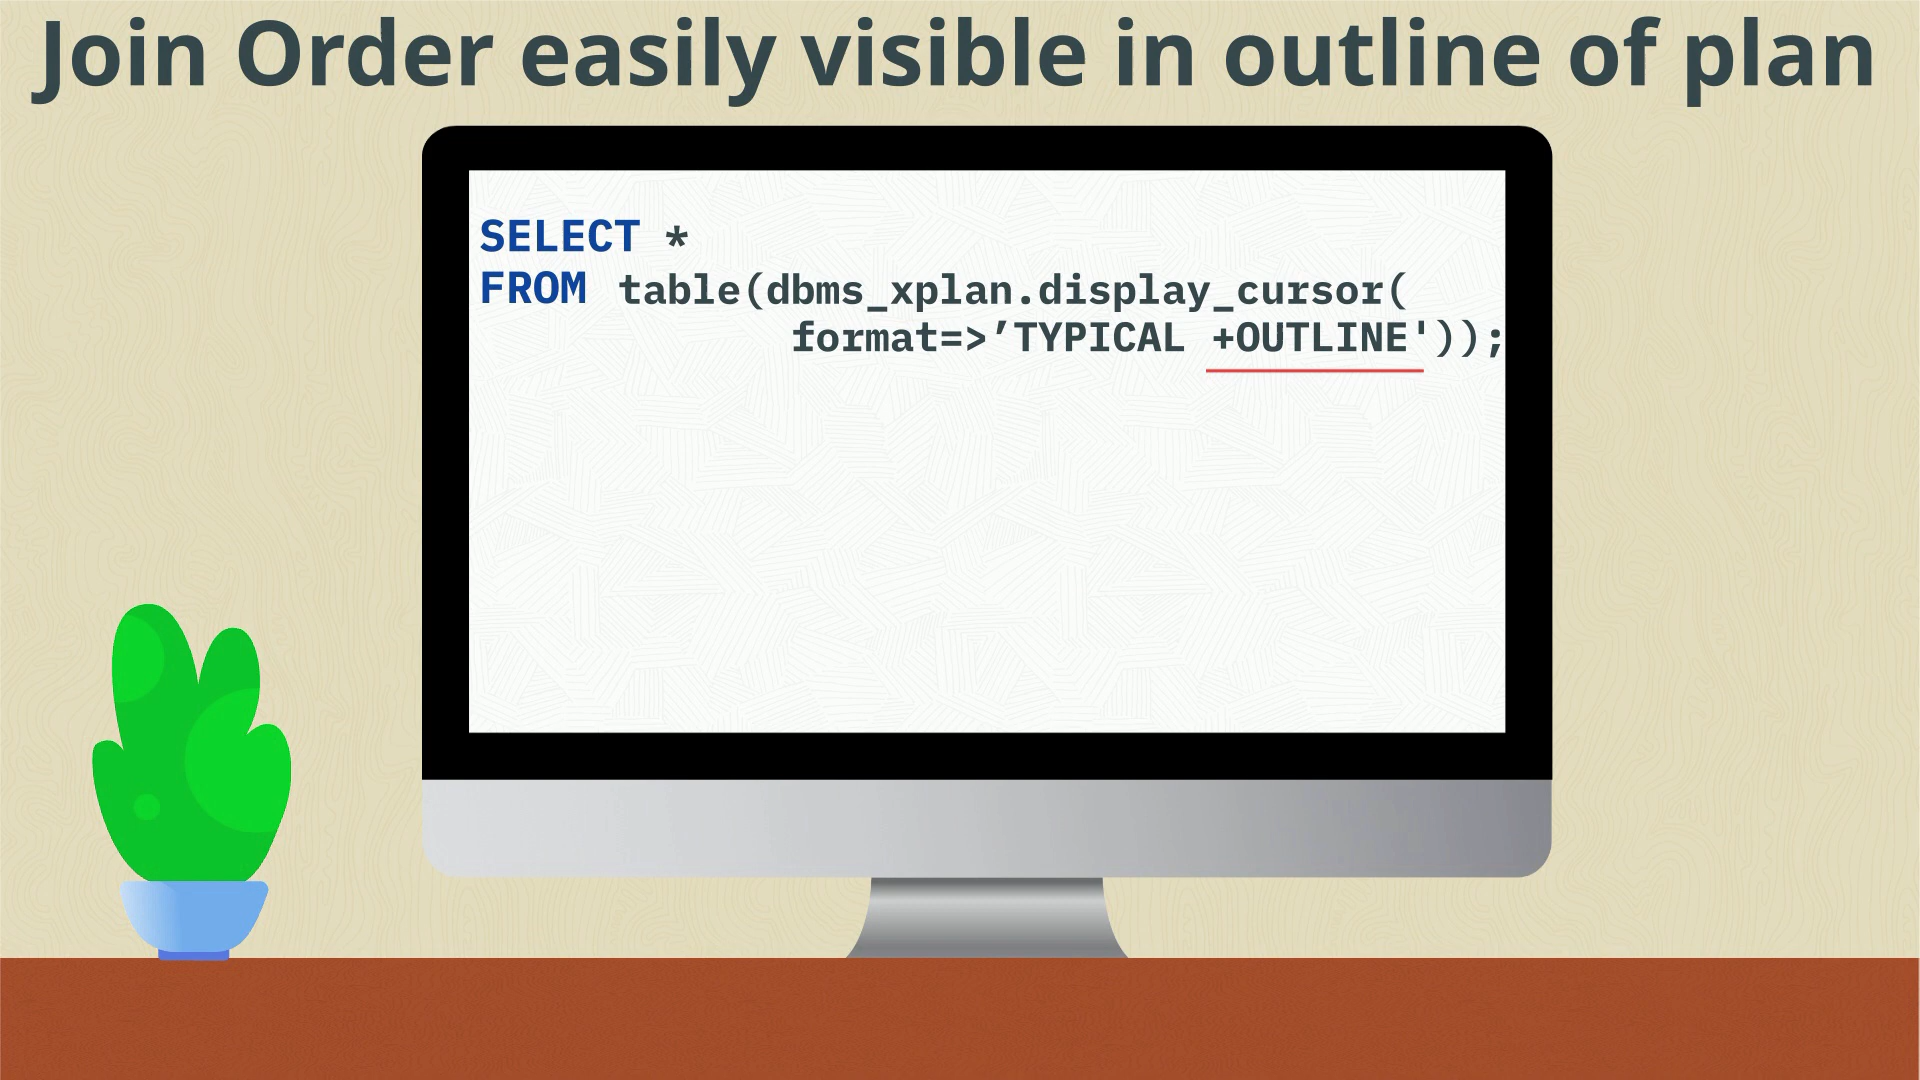 Join Order easily visible in outline of plan
SELECT *
FROM table(dbms_xplan.display_cursor(
format=>’TYPICAL +OUTLINE'));